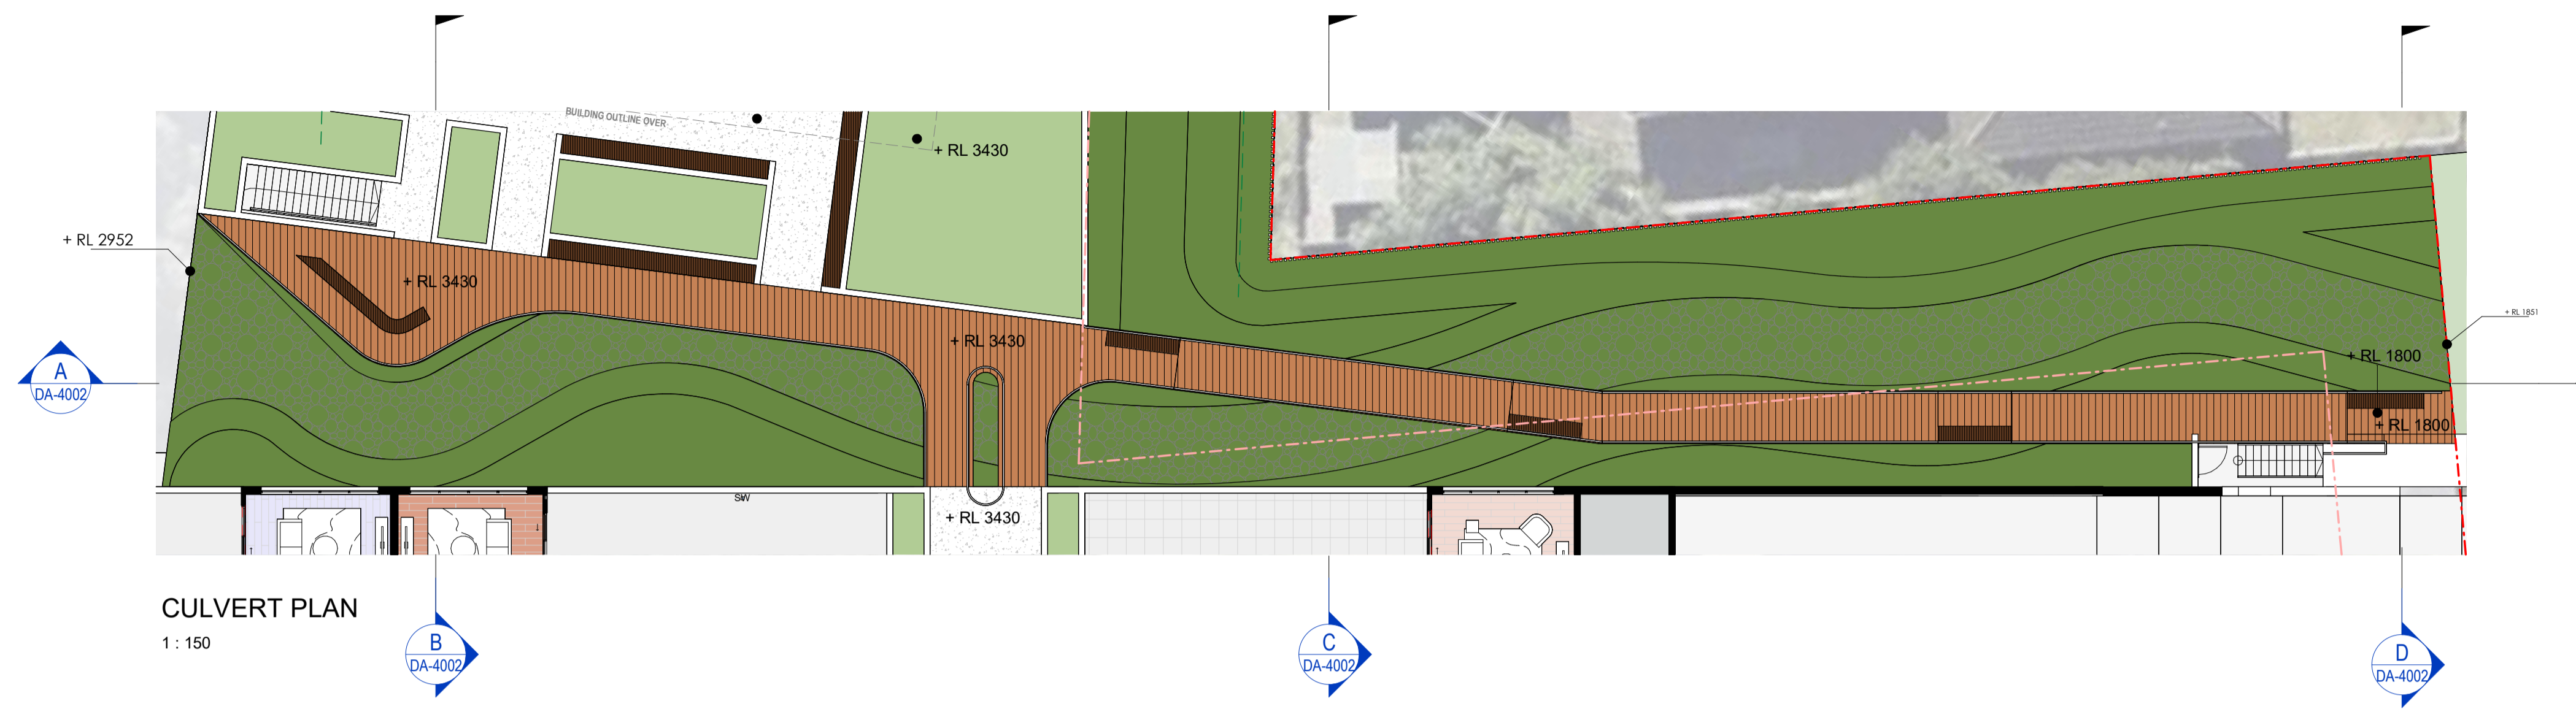 BUILDING OUTLINE OVER
+ RL 3430
+ RL 2952
+ RL 3430
+ RL 3430
+ RL 1851
+ RL 1800
+ RL 1800
A
DA-4002
SW
+ RL 3430
CULVERT PLAN
1 : 150
B
DA-4002
C
DA-4002
D
DA-4002